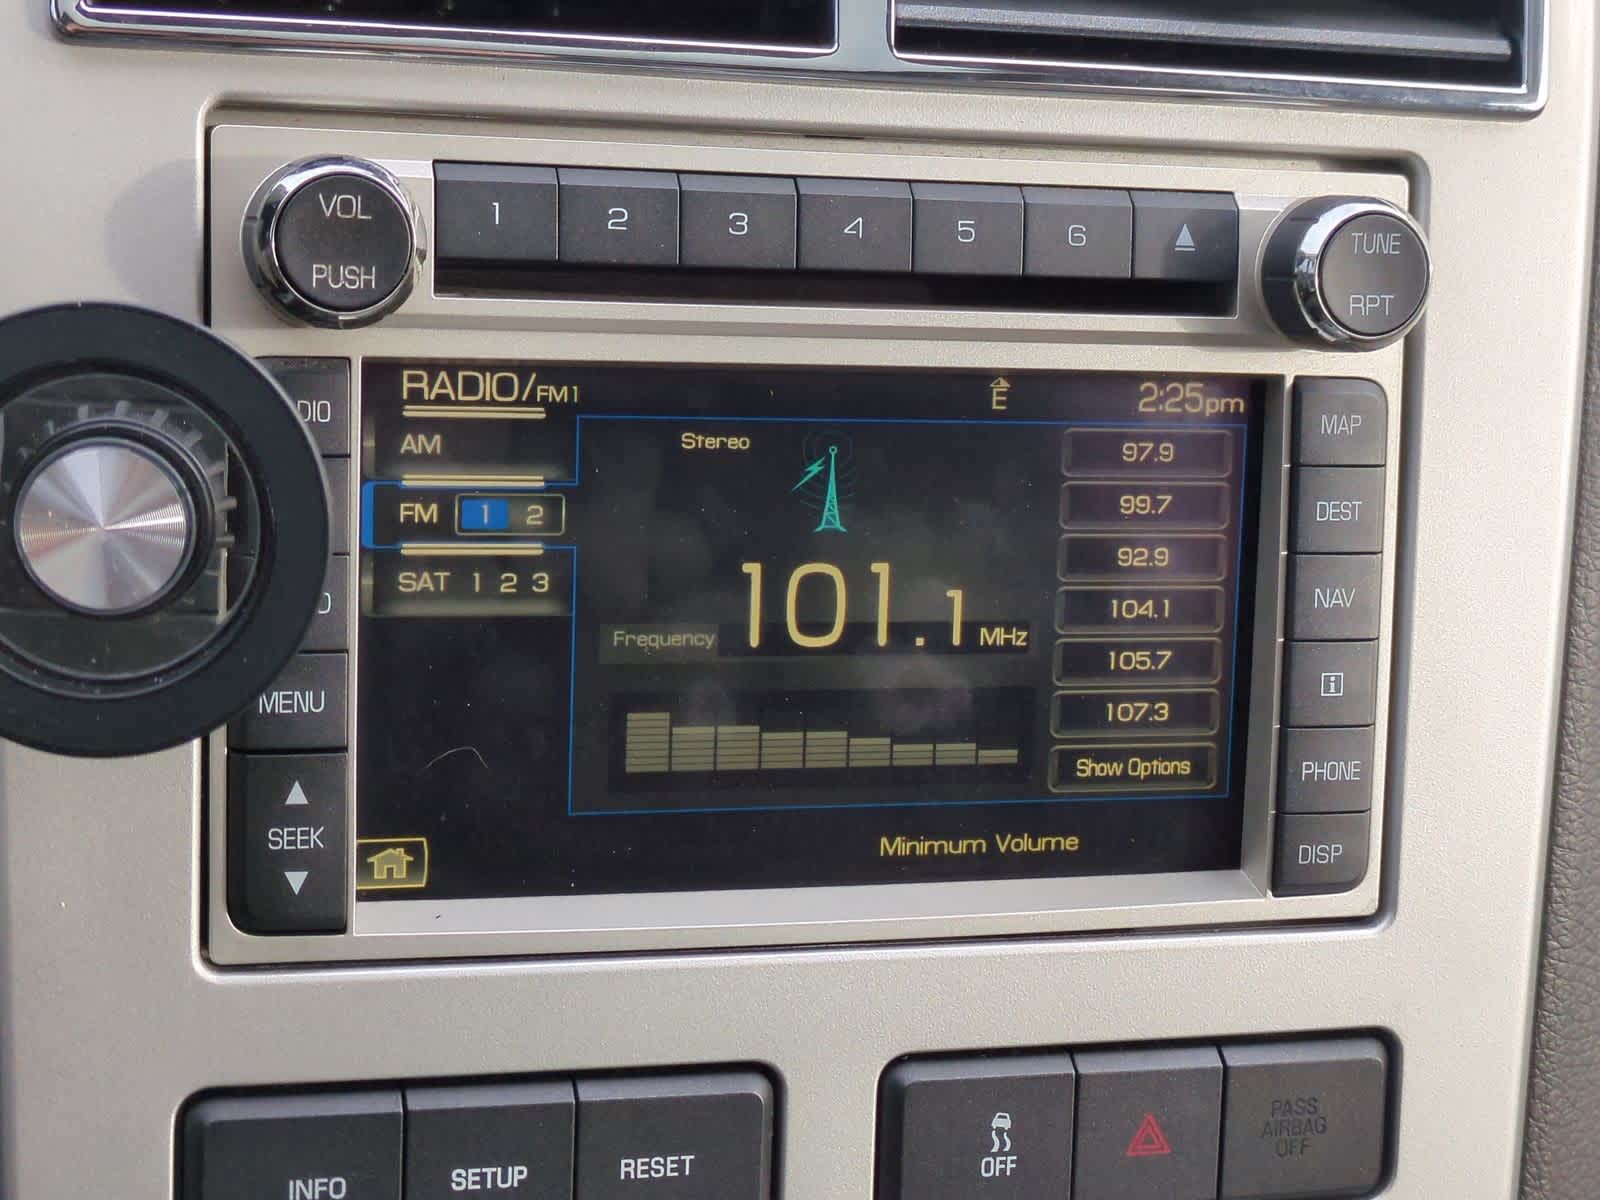 VOL
PUSH
1 2 3 4 5 6
TUNE
RPT
DIO
MENU
SEEK
RADIO/FM1
E
2:25pm
AM
FM 1 2
SAT 1 2 3
Stereo
Frequency 101.1 MHz
97.9
99.7
92.9
104.1
105.7
107.3
Show Options
Minimum Volume
MAP
DEST
NAV
i
PHONE
DISP
INFO
SETUP
RESET
OFF
PASS
AIRBAG
OFF